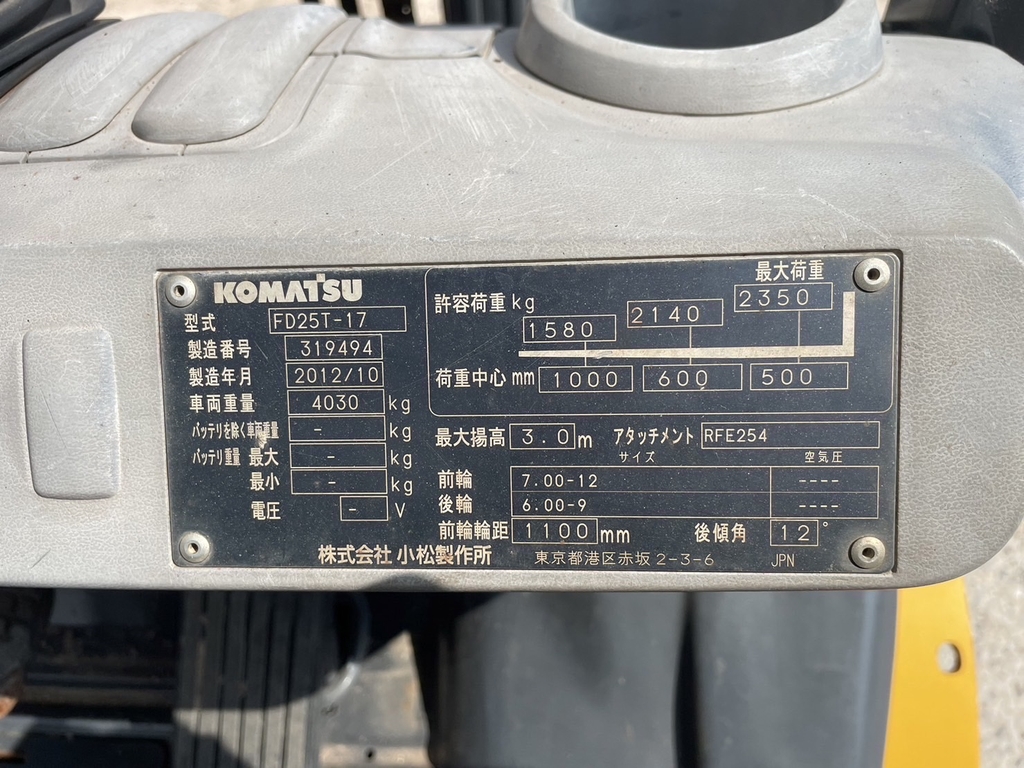 KOMATSU
型式 FD25T-17
製造番号 319494
製造年月 2012/10
車両重量 4030 kg
バッテリを除く車両重量 - kg
バッテリ重量 最大 - kg
最小 - kg
電圧 - V
最大荷重
許容荷重 kg 1580 2140 2350
荷重中心 mm 1000 600 500
最大揚高 3.0 m アタッチメント RFE254
サイズ 空気圧
前輪 7.00-12 ----
後輪 6.00-9 ----
前輪輪距 1100 mm 後傾角 12°
株式会社 小松製作所 東京都港区赤坂 2-3-6 JPN